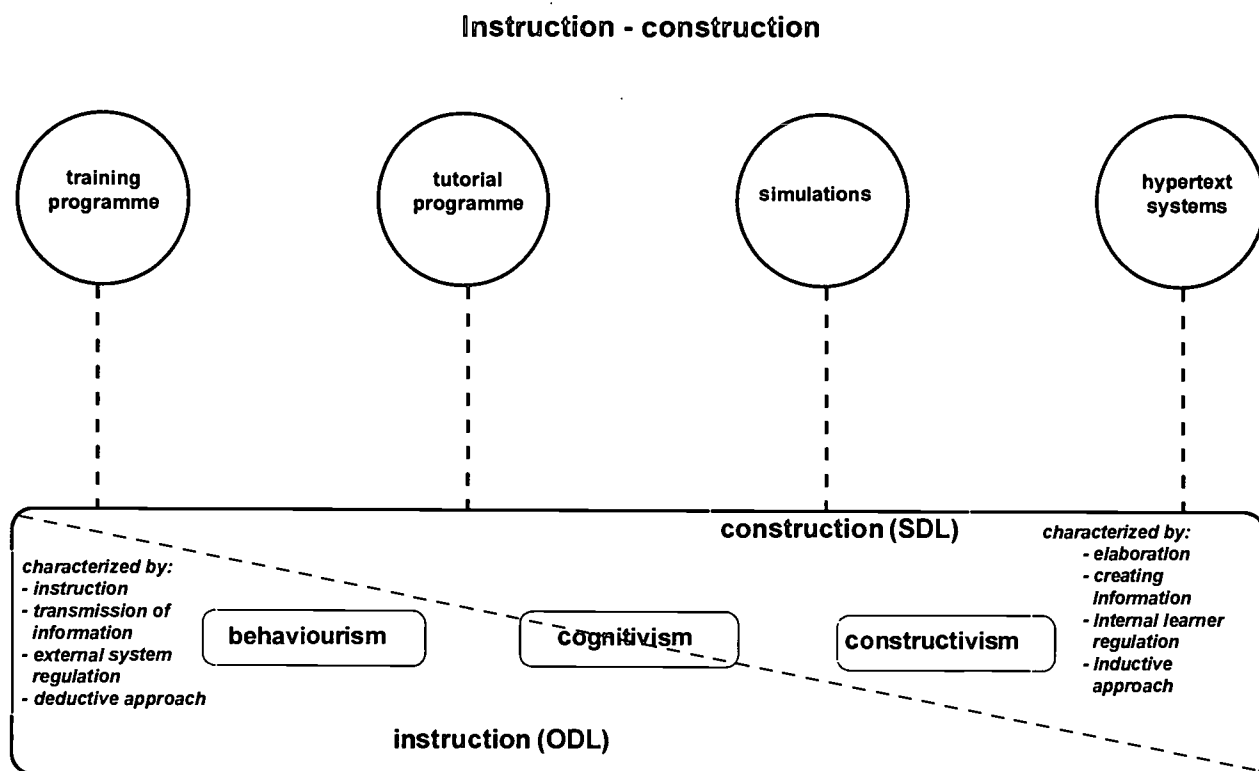 Instruction - construction
training
programme
tutorial
programme
simulations
hypertext
systems
construction (SDL)
characterized by:
- instruction
- transmission of
information
- external system
regulation
- deductive approach
behaviourism
cognitivism
constructivism
characterized by:
- elaboration
- creating
Information
- Internal learner
regulation
- Inductive
approach
instruction (ODL)